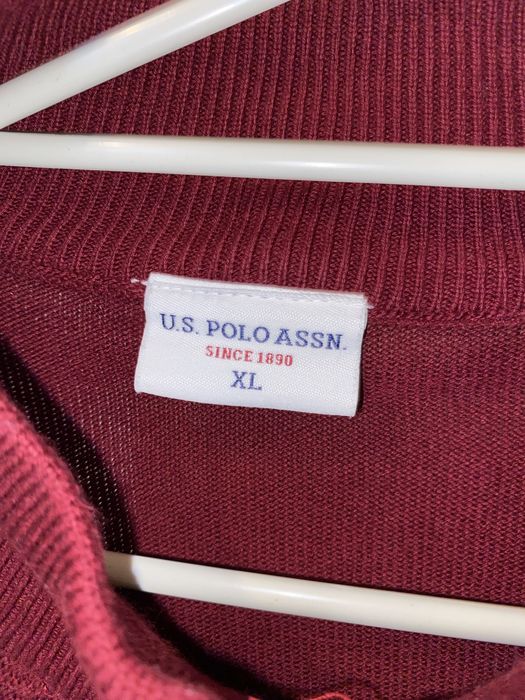 U.S. POLO ASSN.
SINCE 1890
XL